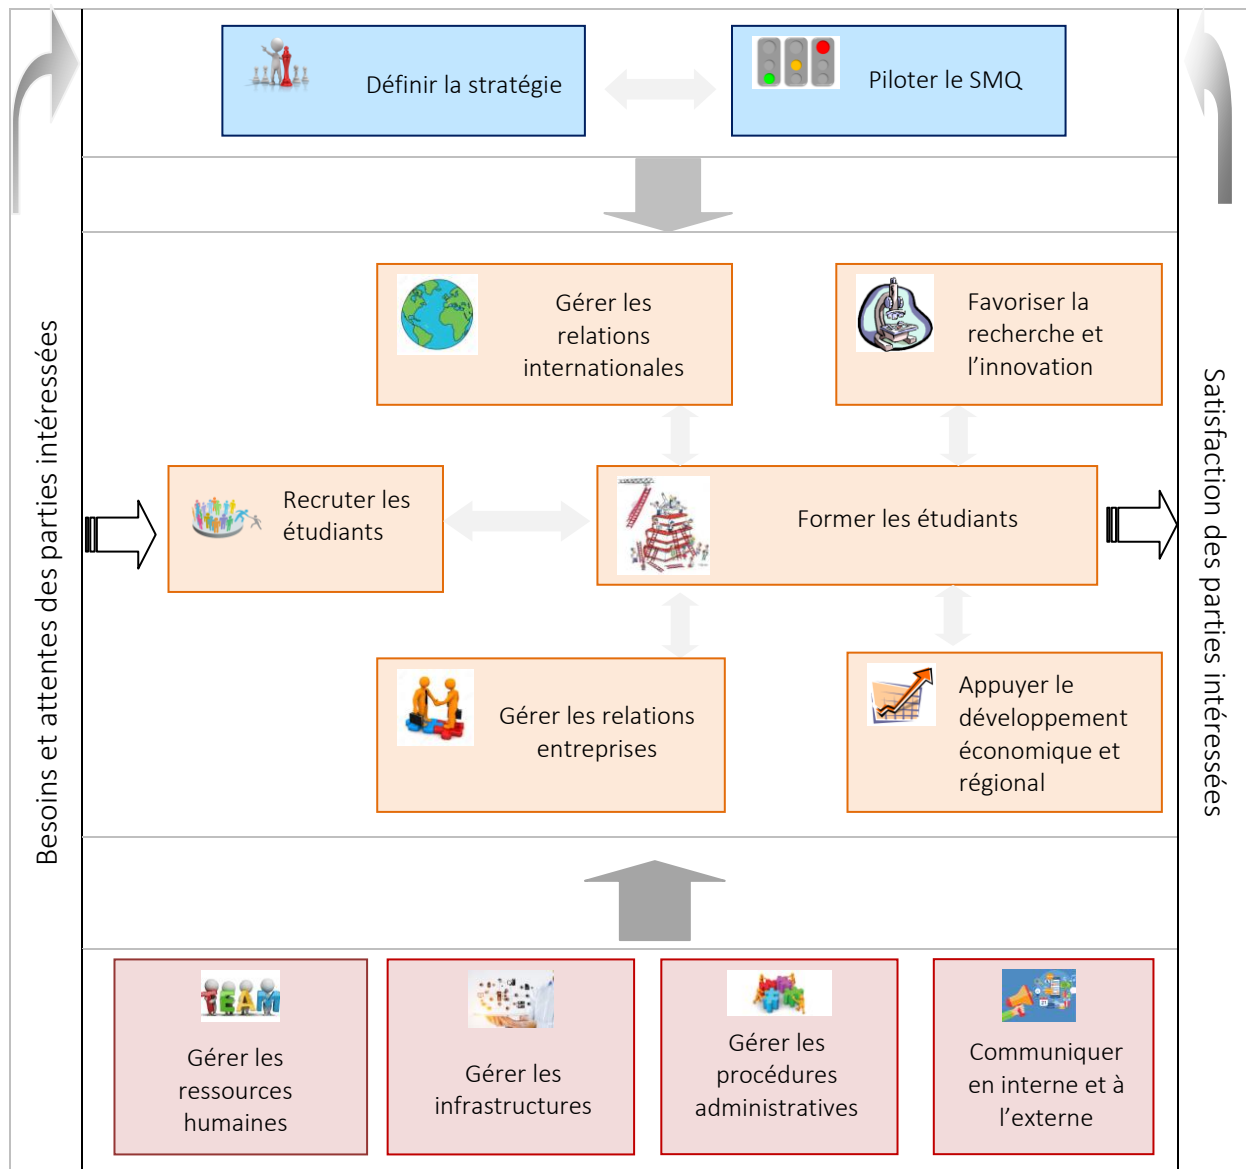 Définir la stratégie
Piloter le SMQ
Besoins et attentes des parties intéressées
Gérer les
relations
internationales
Favoriser la
recherche et
l’innovation
Recruter les
étudiants
Former les étudiants
Gérer les relations
entreprises
Appuyer le
développement
économique et
régional
Satisfaction des parties intéressées
TEAM
Gérer les
ressources
humaines
Gérer les
infrastructures
Gérer les
procédures
administratives
Communiquer
en interne et à
l’externe